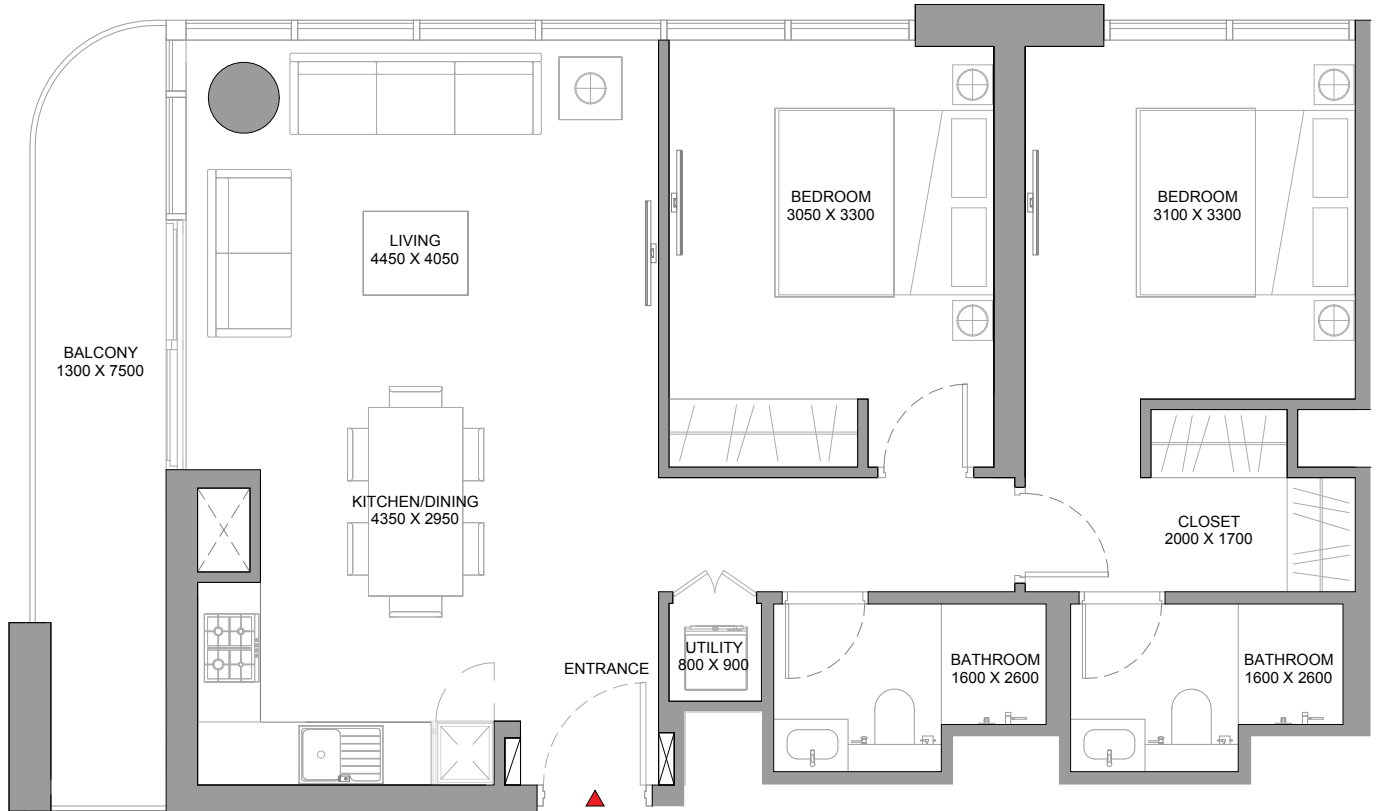 BEDROOM
3050 X 3300
BEDROOM
3100 X 3300
LIVING
4450 X 4050
BALCONY
1300 X 7500
KITCHEN/DINING
4350 X 2950
CLOSET
2000 X 1700
ENTRANCE
UTILITY
800 X 900
BATHROOM
1600 X 2600
BATHROOM
1600 X 2600